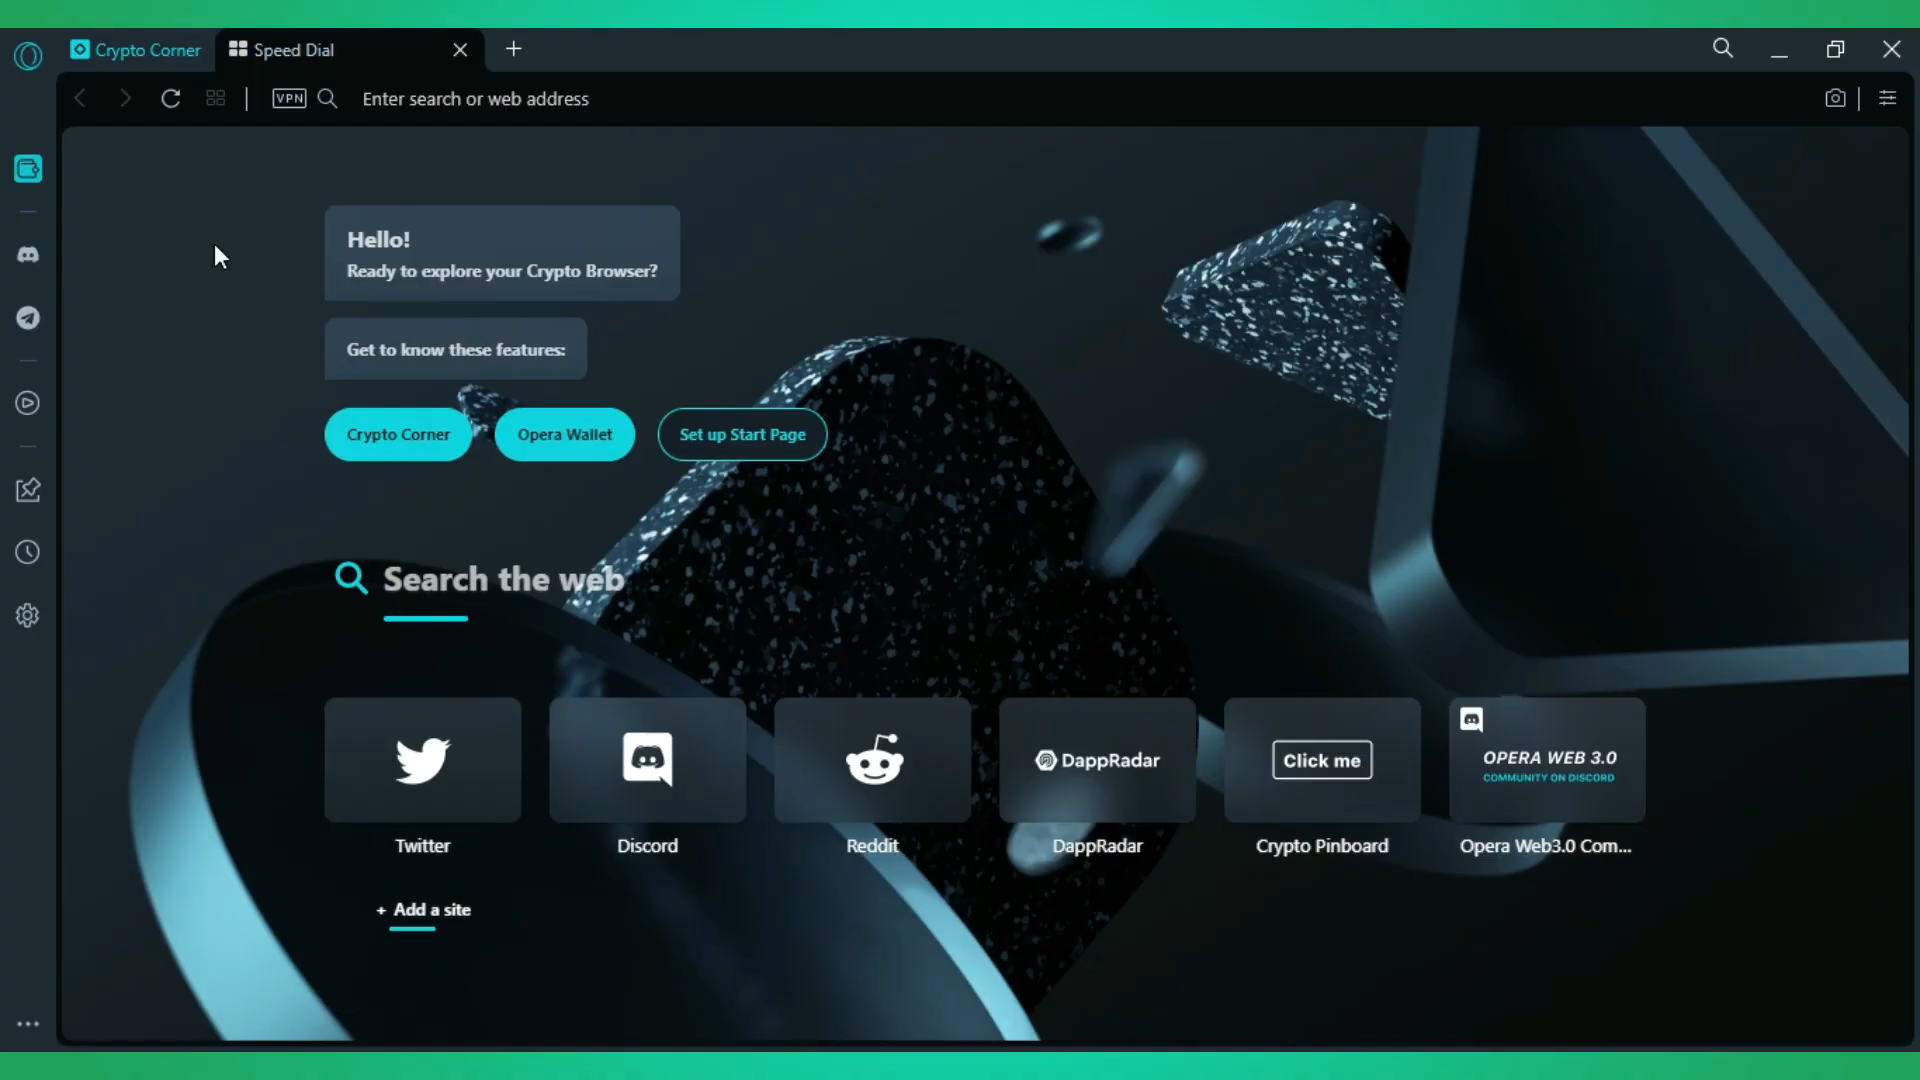 Crypto Corner
Speed Dial
VPN
Enter search or web address
Hello!
Ready to explore your Crypto Browser?
Get to know these features:
Crypto Corner
Opera Wallet
Set up Start Page
Search the web
DappRadar
Click me
OPERA WEB 3.0
COMMUNITY ON DISCORD
Twitter
Discord
Reddit
DappRadar
Crypto Pinboard
Opera Web3.0 Com...
+ Add a site